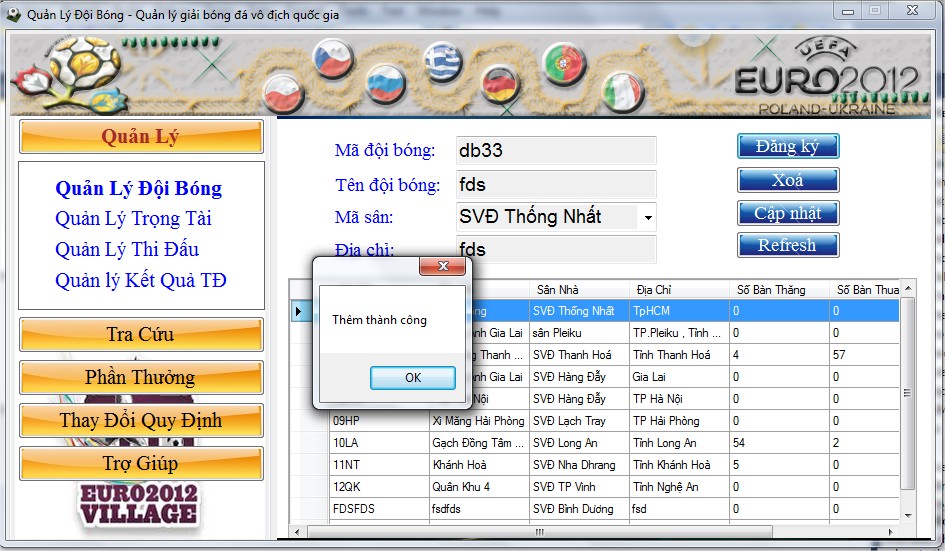 Quản Lý Đội Bóng - Quản lý giải bóng đá vô địch quốc gia
UEFA
EURO2012
POLAND-UKRAINE
Quản Lý
Quản Lý Đội Bóng
Quản Lý Trọng Tài
Quản Lý Thi Đấu
Quản lý Kết Quả TĐ
Tra Cứu
Phần Thưởng
Thay Đổi Quy Định
Trợ Giúp
EURO2012
VILLAGE
Mã đội bóng: db33
Tên đội bóng: fds
Mã sân: SVĐ Thống Nhất
Địa chỉ: fds
Đăng ký
Xoá
Cập nhật
Refresh
Thêm thành công
OK
Sân Nhà Địa Chỉ Số Bàn Thắng Số Bàn Thua
SVĐ Thống Nhất TpHCM 0 0
nh Gia Lai sân Pleiku TP.Pleiku , Tỉnh ... 0 0
g Thanh ... SVĐ Thanh Hoá Tỉnh Thanh Hoá 4 57
nh Gia Lai SVĐ Hàng Đẫy Gia Lai 0 0
Nội SVĐ Hàng Đẫy TP Hà Nội 0 0
09HP Xi Măng Hải Phòng SVĐ Lạch Tray TP Hải Phòng 0 0
10LA Gạch Đồng Tâm ... SVĐ Long An Tỉnh Long An 54 2
11NT Khánh Hoà SVĐ Nha Dhrang Tỉnh Khánh Hoà 5 0
12QK Quân Khu 4 SVĐ TP Vinh Tỉnh Nghệ An 0 0
FDSFDS fsdfds SVĐ Bình Dương fsd 0 0